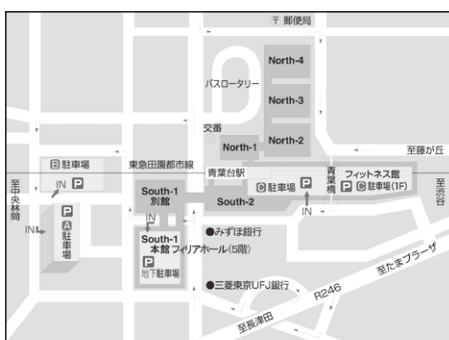 〒 郵便局
North-4
バスロータリー
North-3
交番
North-1
North-2
至藤が丘
B 駐車場
東急田園都市線
青葉台駅
青葉橋
フィットネス館
P C 駐車場(1F)
至渋谷
至中央林間
IN P
South-1
別館
South-2
C 駐車場 P
IN
IN
P
A
駐車場
IN
South-1
本館 フィリアホール(5階)
P
地下駐車場
●みずほ銀行
●三菱東京UFJ銀行
至たまプラーザ
R246
至長津田